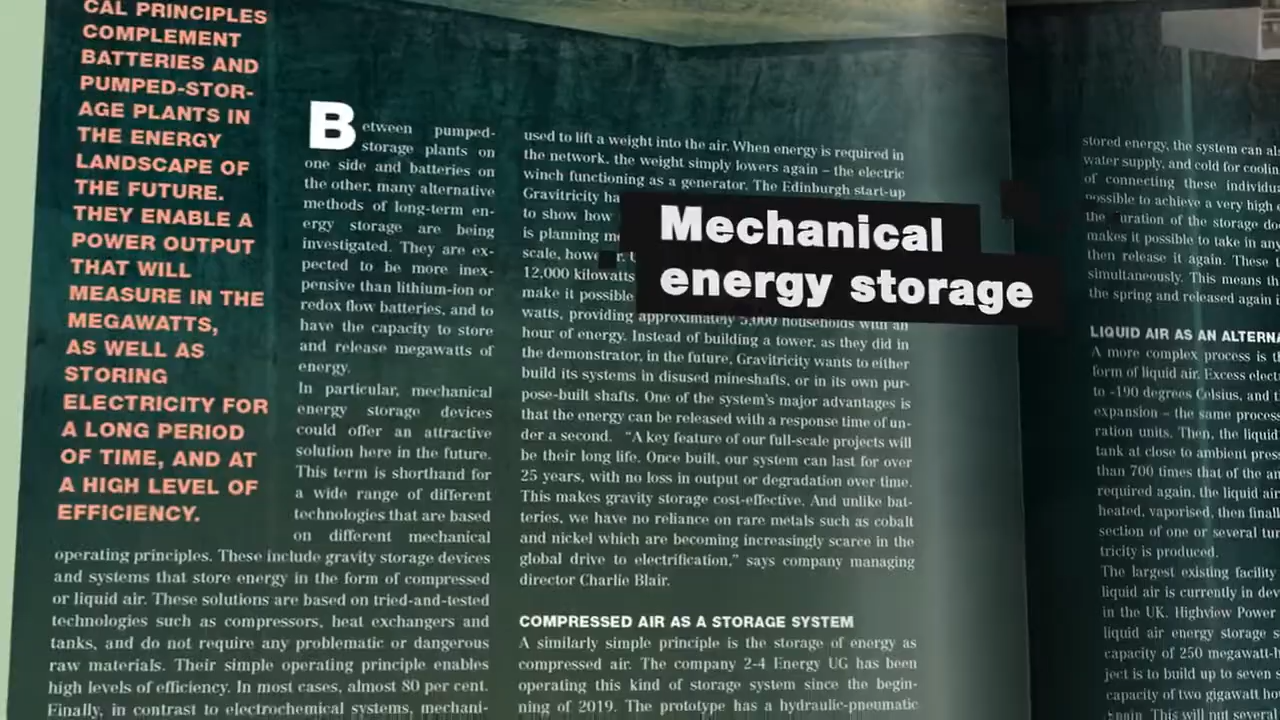 CAL PRINCIPLES
COMPLEMENT
BATTERIES AND
PUMPED-STOR-
AGE PLANTS IN
THE ENERGY
LANDSCAPE OF
THE FUTURE.
THEY ENABLE A
POWER OUTPUT
THAT WILL
MEASURE IN THE
MEGAWATTS,
AS WELL AS
STORING
ELECTRICITY FOR
A LONG PERIOD
OF TIME, AND AT
A HIGH LEVEL OF
EFFICIENCY.
Between pumped-
storage plants on
one side and batteries on
the other, many alternative
methods of long-term en-
ergy storage are being
investigated. They are ex-
pected to be more inex-
pensive than lithium-ion or
redox flow batteries, and to
have the capacity to store
and release megawatts of
energy.
In particular, mechanical
energy storage devices
could offer an attractive
solution here in the future.
This term is shorthand for
a wide range of different
technologies that are based
on different mechanical
operating principles. These include gravity storage devices
and systems that store energy in the form of compressed
or liquid air. These solutions are based on tried-and-tested
technologies such as compressors, heat exchangers and
tanks, and do not require any problematic or dangerous
raw materials. Their simple operating principle enables
high levels of efficiency. In most cases, almost 80 per cent.
Finally, in contrast to electrochemical systems, mechani-
used to lift a weight into the air. When energy is required in
the network, the weight simply lowers again – the electric
winch functioning as a generator. The Edinburgh start-up
Gravitricity ha
to show how
is planning m
scale, how
12,000 kilowatts
make it possible
watts, providing approximately 5,000 households with an
hour of energy. Instead of building a tower, as they did in
the demonstrator, in the future, Gravitricity wants to either
build its systems in disused mineshafts, or in its own pur-
pose-built shafts. One of the system's major advantages is
that the energy can be released with a response time of un-
der a second. "A key feature of our full-scale projects will
be their long life. Once built, our system can last for over
25 years, with no loss in output or degradation over time.
This makes gravity storage cost-effective. And unlike bat-
teries, we have no reliance on rare metals such as cobalt
and nickel which are becoming increasingly scarce in the
global drive to electrification," says company managing
director Charlie Blair.
COMPRESSED AIR AS A STORAGE SYSTEM
A similarly simple principle is the storage of energy as
compressed air. The company 2-4 Energy UG has been
operating this kind of storage system since the begin-
ning of 2019. The prototype has a hydraulic-pneumatic
Mechanical
energy storage
stored energy, the system can al
water supply, and cold for coolin
of connecting these individu
possible to achieve a very high
the uration of the storage do
makes it possible to take in any
then release it again. These t
simultaneously. This means th
the spring and released again i
LIQUID AIR AS AN ALTERNA
A more complex process is t
form of liquid air. Excess elect
to -190 degrees Celsius, and t
expansion – the same proces
ration units. Then, the liquid
tank at close to ambient pres
than 700 times that of the am
required again, the liquid air
heated, vaporised, then finall
section of one or several tur
tricity is produced.
The largest existing facility
liquid air is currently in dev
in the UK. Highview Power
liquid air energy storage s
capacity of 250 megawatt-h
ject is to build up to seven s
capacity of two gigawatt ho
Spain. This will put several